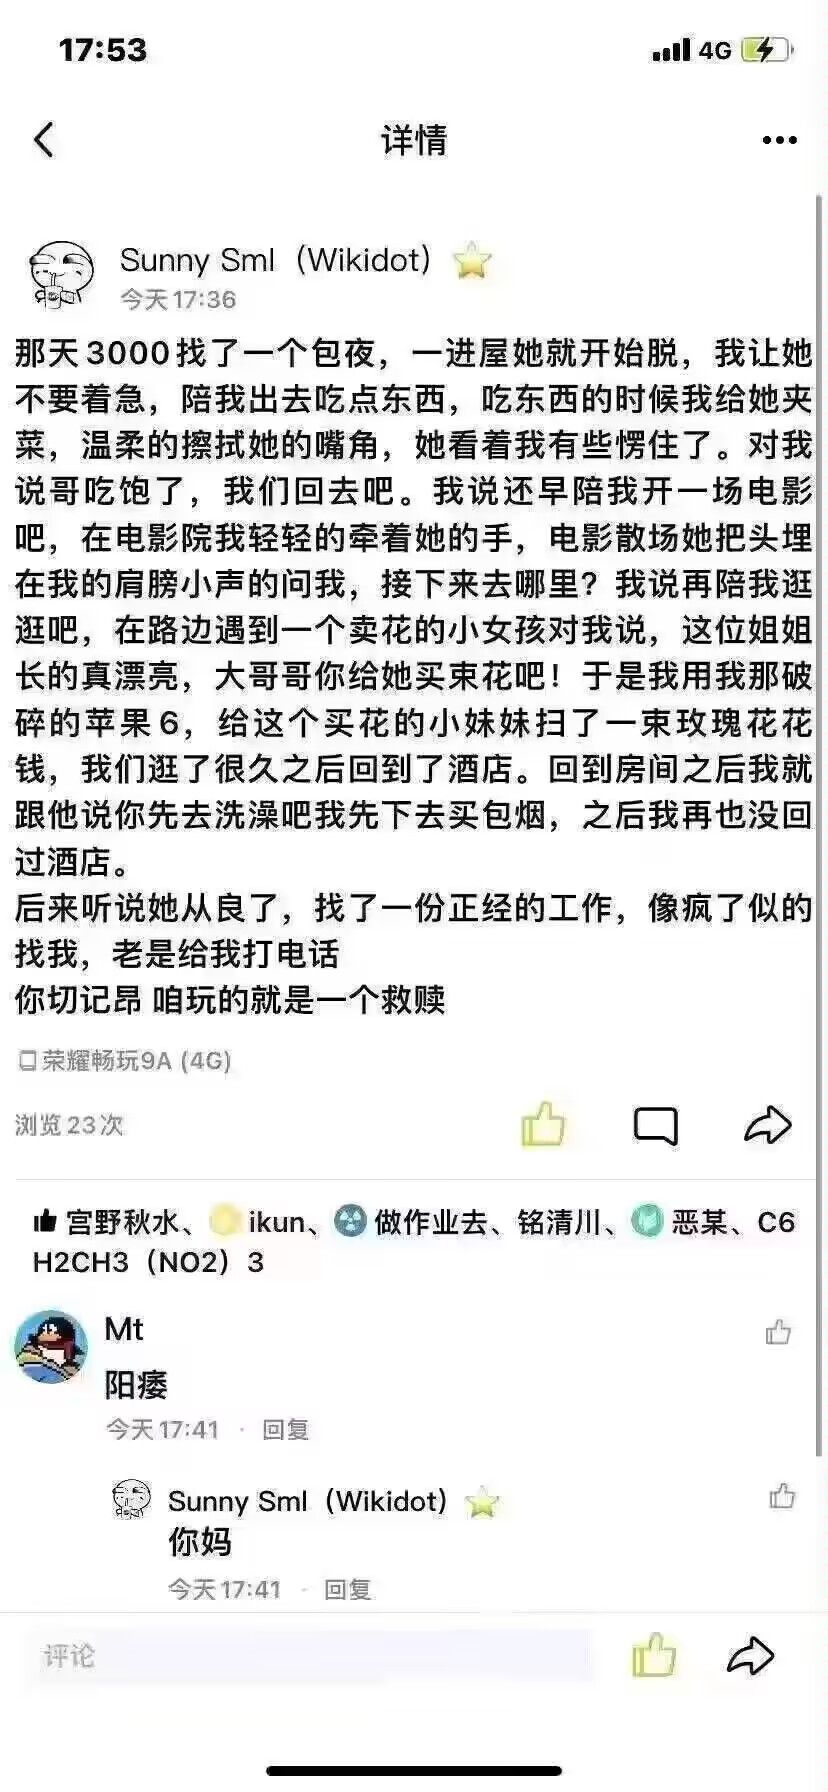 17:53
4G
详情
Sunny Sml（Wikidot）
今天17:36
那天3000找了一个包夜，一进屋她就开始脱，我让她
不要着急，陪我出去吃点东西，吃东西的时候我给她夹
菜，温柔的擦拭她的嘴角，她看着我有些愣住了。对我
说哥吃饱了，我们回去吧。我说还早陪我开一场电影
吧，在电影院我轻轻的牵着她的手，电影散场她把头埋
在我的肩膀小声的问我，接下来去哪里？我说再陪我逛
逛吧，在路边遇到一个卖花的小女孩对我说，这位姐姐
长的真漂亮，大哥哥你给她买束花吧！于是我用我那破
碎的苹果6，给这个买花的小妹妹扫了一束玫瑰花花
钱，我们逛了很久之后回到了酒店。回到房间之后我就
跟他说你先去洗澡吧我先下去买包烟，之后我再也没回
过酒店。
后来听说她从良了，找了一份正经的工作，像疯了似的
找我，老是给我打电话
你切记昂 咱玩的就是一个救赎
荣耀畅玩9A (4G)
浏览23次
宫野秋水、ikun、做作业去、铭清川、恶某、C6
H2CH3（NO2）3
Mt
阳痿
今天17:41 · 回复
Sunny Sml（Wikidot）
你妈
今天17:41 · 回复
评论